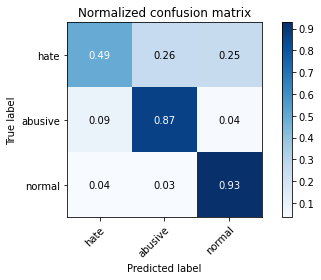 Normalized confusion matrix
True label
hate 0.49 0.26 0.25
abusive 0.09 0.87 0.04
normal 0.04 0.03 0.93
hate abusive normal
Predicted label
0.9
0.8
0.7
0.6
0.5
0.4
0.3
0.2
0.1